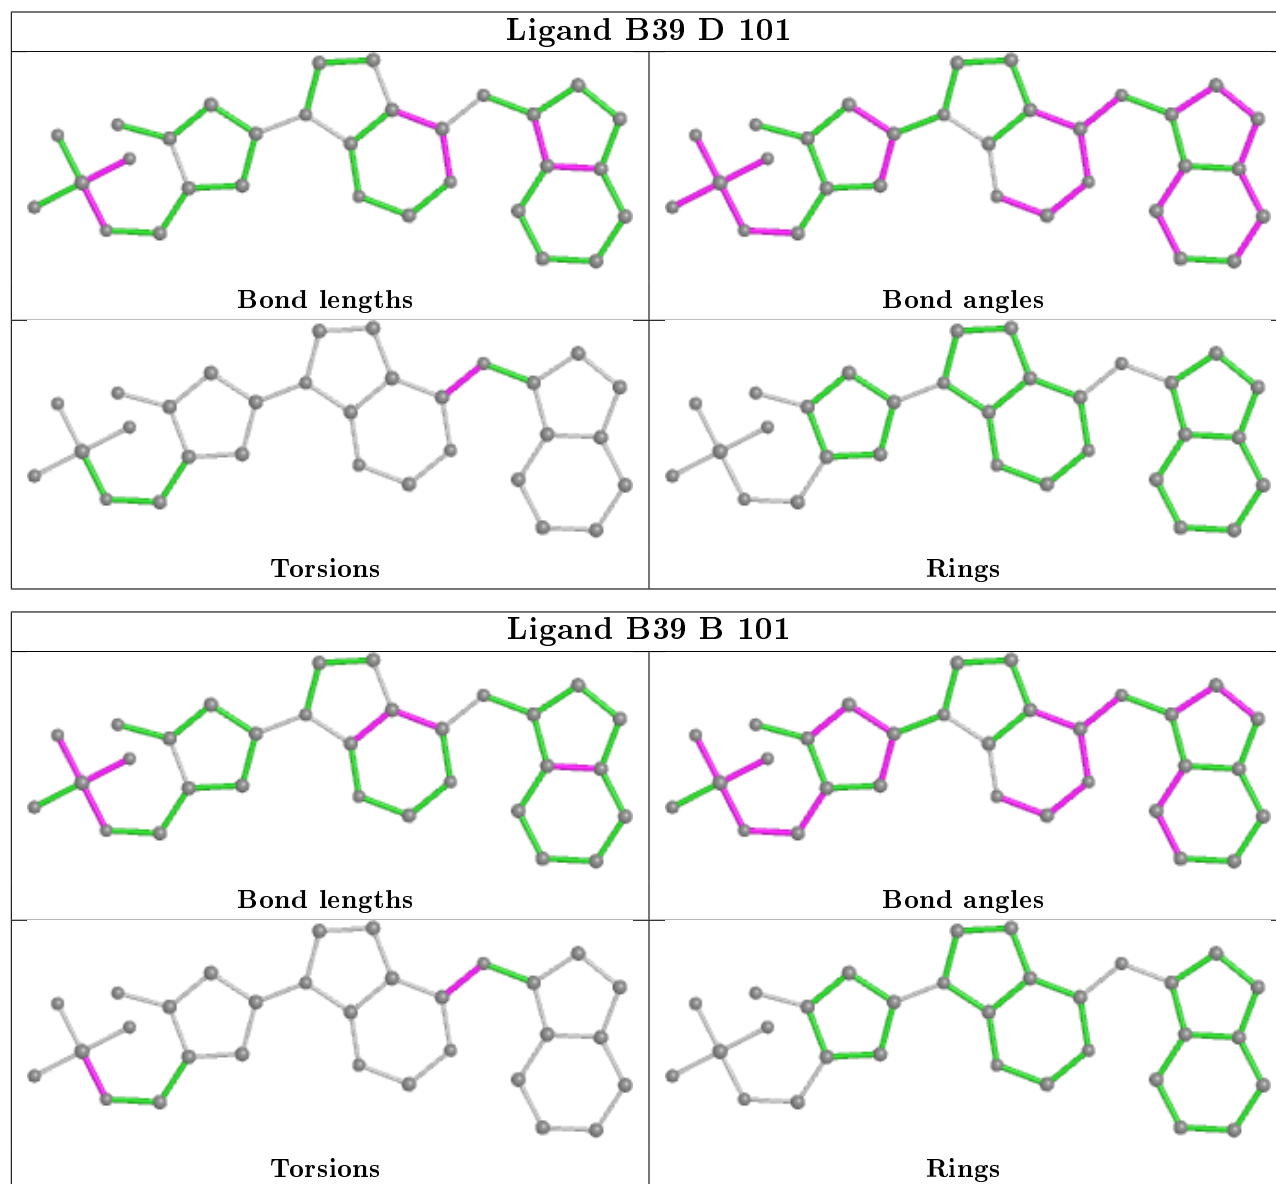 Ligand B39 D 101
Bond lengths
Bond angles
Torsions
Rings
Ligand B39 B 101
Bond lengths
Bond angles
Torsions
Rings